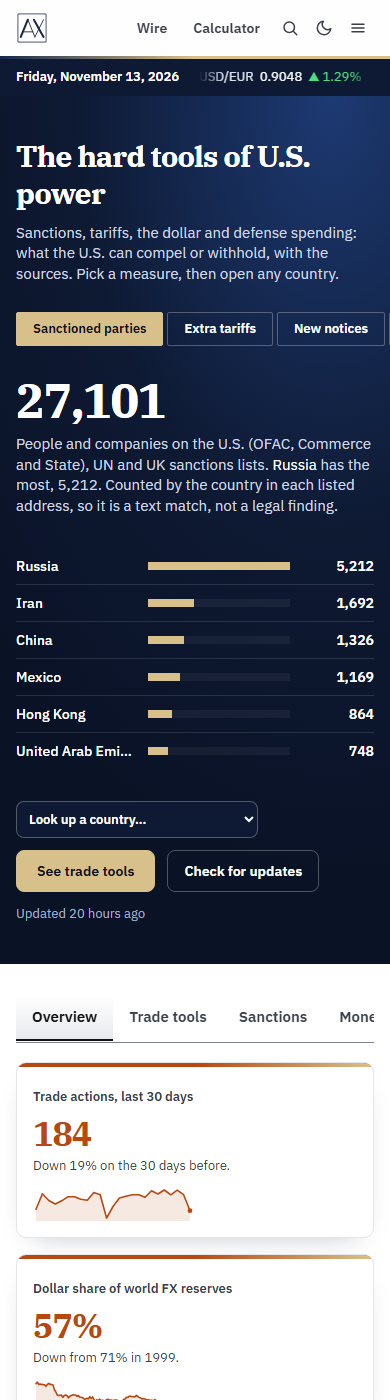 AX
Wire Calculator
Friday, November 13, 2026 USD/EUR 0.9048 ▲ 1.29%
The hard tools of U.S.
power
Sanctions, tariffs, the dollar and defense spending:
what the U.S. can compel or withhold, with the
sources. Pick a measure, then open any country.
Sanctioned parties Extra tariffs New notices
27,101
People and companies on the U.S. (OFAC, Commerce
and State), UN and UK sanctions lists. Russia has the
most, 5,212. Counted by the country in each listed
address, so it is a text match, not a legal finding.
Russia 5,212
Iran 1,692
China 1,326
Mexico 1,169
Hong Kong 864
United Arab Emi... 748
Look up a country...
See trade tools Check for updates
Updated 20 hours ago
Overview Trade tools Sanctions Mone
Trade actions, last 30 days
184
Down 19% on the 30 days before.
Dollar share of world FX reserves
57%
Down from 71% in 1999.